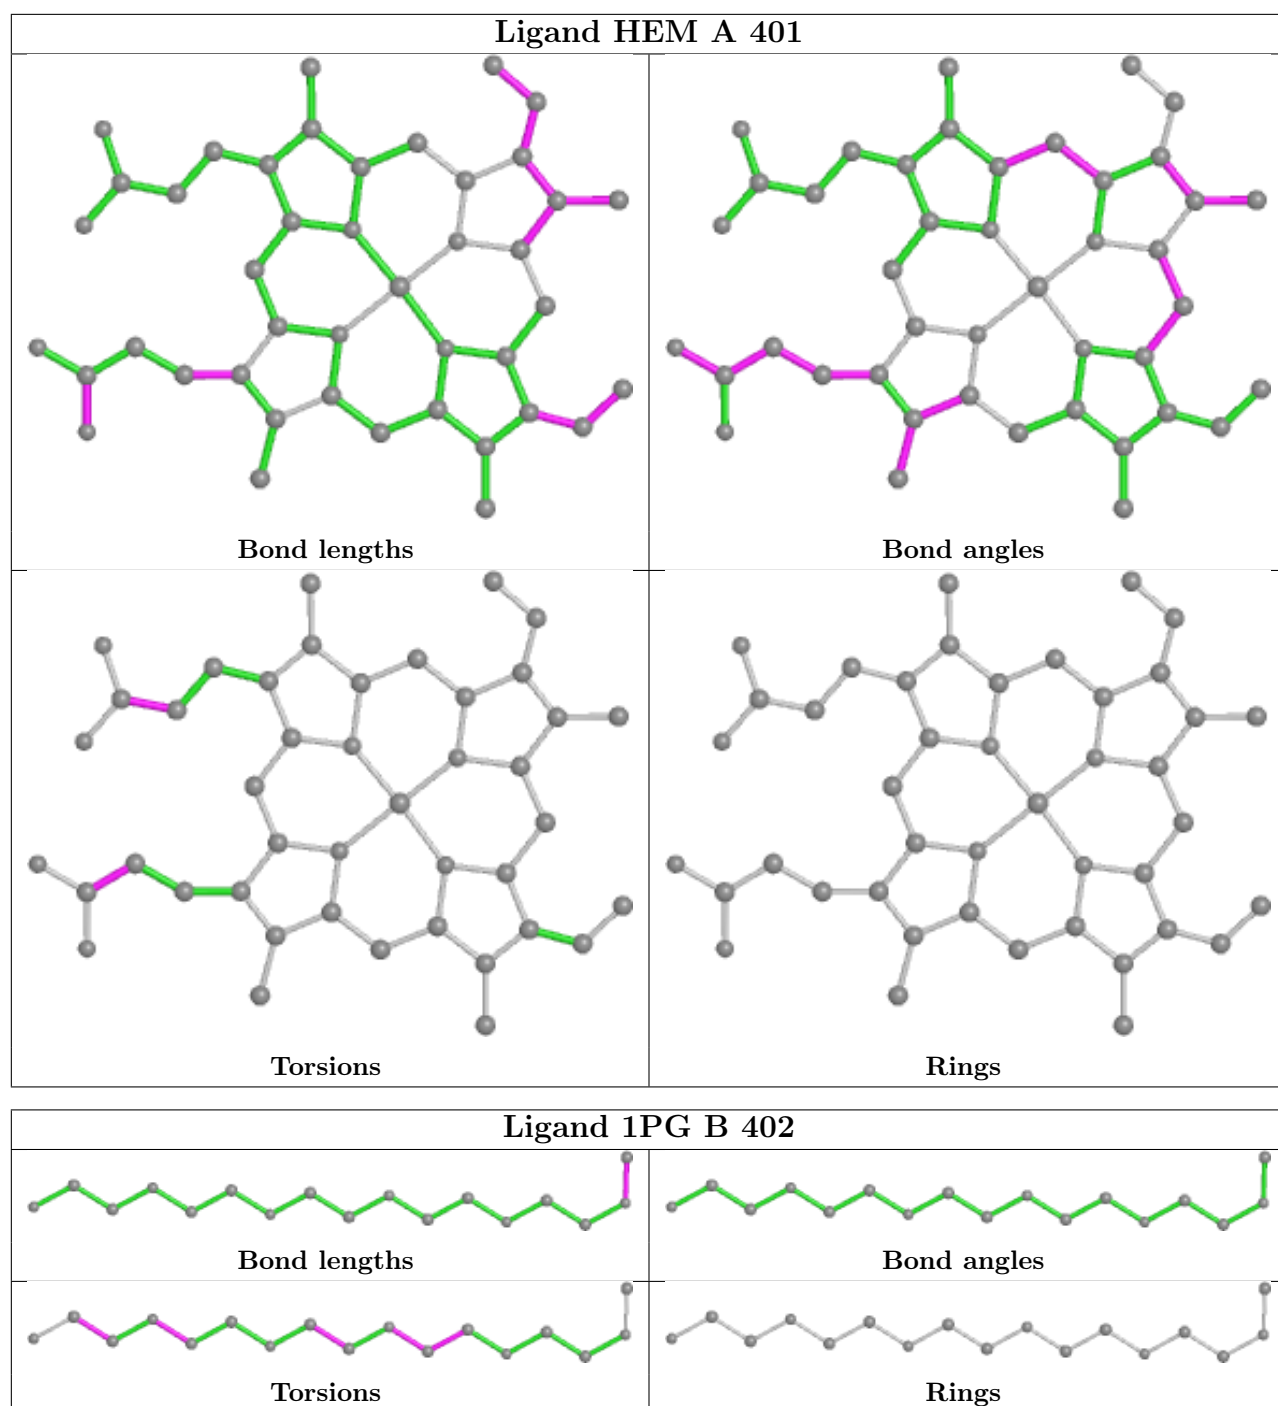 Ligand HEM A 401
Bond lengths
Bond angles
Torsions
Rings
Ligand 1PG B 402
Bond lengths
Bond angles
Torsions
Rings